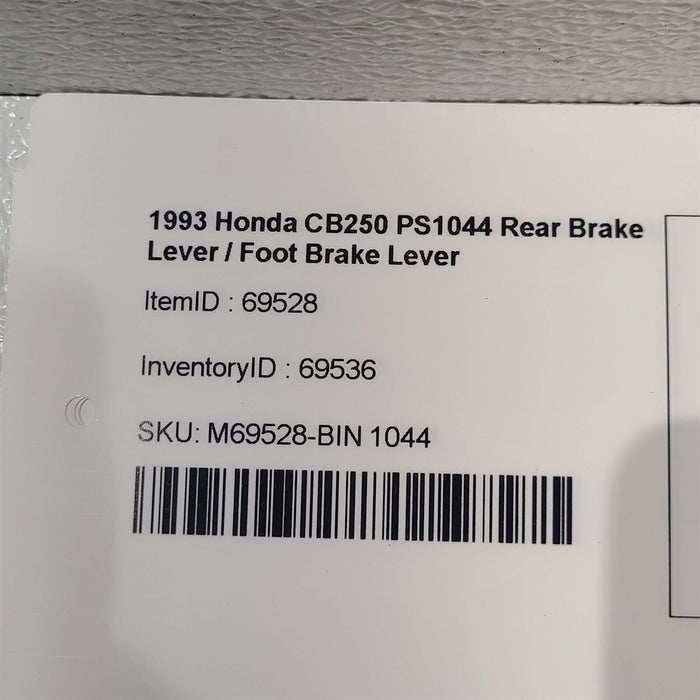 1993 Honda CB250 PS1044 Rear Brake
Lever / Foot Brake Lever
ItemID : 69528
InventoryID : 69536
SKU: M69528-BIN 1044